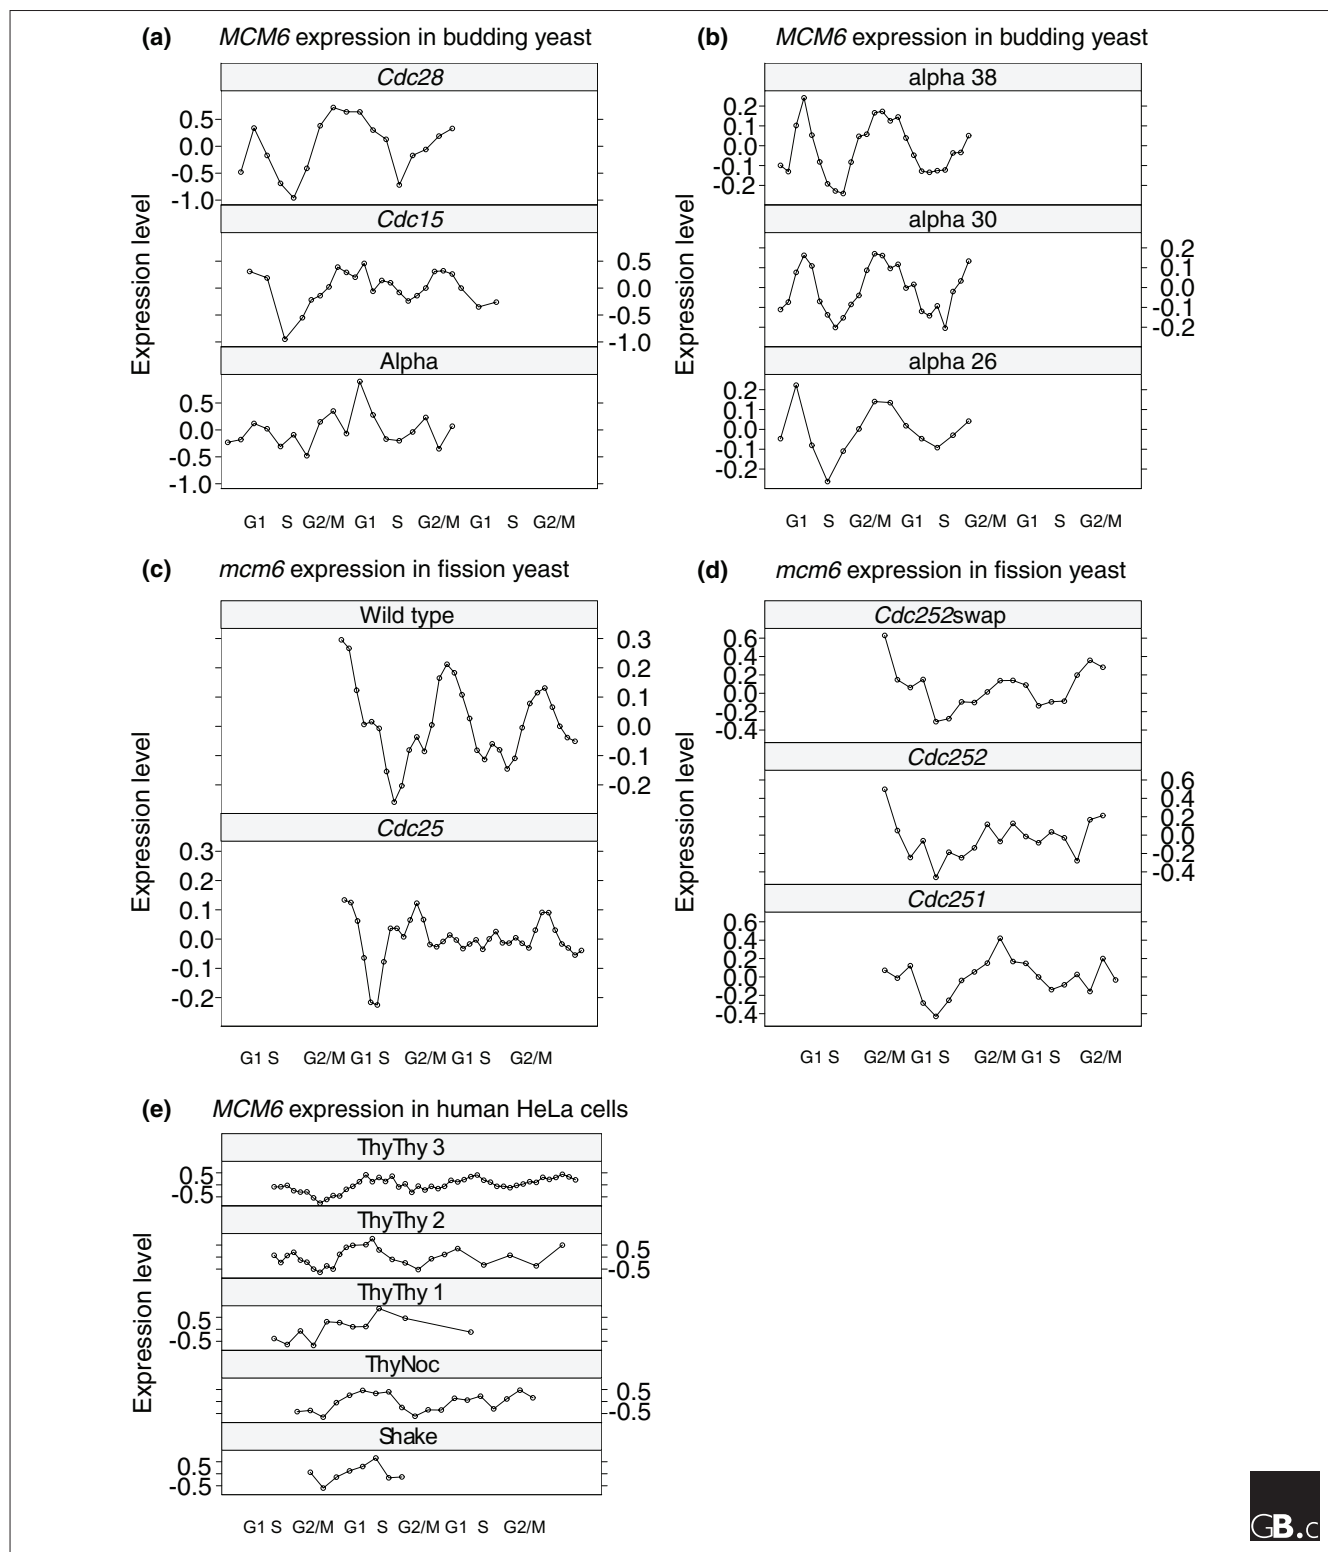 (a) MCM6 expression in budding yeast
Cdc28
0.5
0.0
-0.5
-1.0
Cdc15
0.5
0.0
-0.5
-1.0
Alpha
0.5
0.0
-0.5
-1.0
Expression level
G1 S G2/M G1 S G2/M G1 S G2/M
(b) MCM6 expression in budding yeast
alpha 38
0.2
0.1
0.0
-0.1
-0.2
alpha 30
0.2
0.1
0.0
-0.1
-0.2
alpha 26
0.2
0.1
0.0
-0.1
-0.2
Expression level
G1 S G2/M G1 S G2/M G1 S G2/M
(c) mcm6 expression in fission yeast
Wild type
0.3
0.2
0.1
0.0
-0.1
-0.2
Cdc25
0.3
0.2
0.1
0.0
-0.1
-0.2
Expression level
G1 S G2/M G1 S G2/M G1 S G2/M
(d) mcm6 expression in fission yeast
Cdc252swap
0.6
0.4
0.2
0.0
-0.2
-0.4
Cdc252
0.6
0.4
0.2
0.0
-0.2
-0.4
Cdc251
0.6
0.4
0.2
0.0
-0.2
-0.4
Expression level
G1 S G2/M G1 S G2/M G1 S G2/M
(e) MCM6 expression in human HeLa cells
ThyThy 3
0.5
-0.5
ThyThy 2
0.5
-0.5
ThyThy 1
0.5
-0.5
ThyNoc
0.5
-0.5
Shake
0.5
-0.5
Expression level
G1 S G2/M G1 S G2/M G1 S G2/M
GB.c